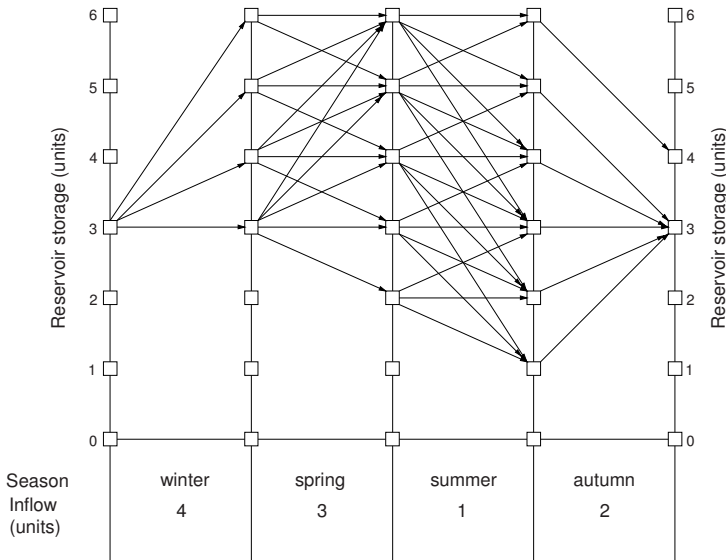 6
6
5
5
4
4
3
3
2
2
1
1
0
0
Reservoir storage (units)
Reservoir storage (units)
Season
winter
spring
summer
autumn
Inflow
(units)
4
3
1
2